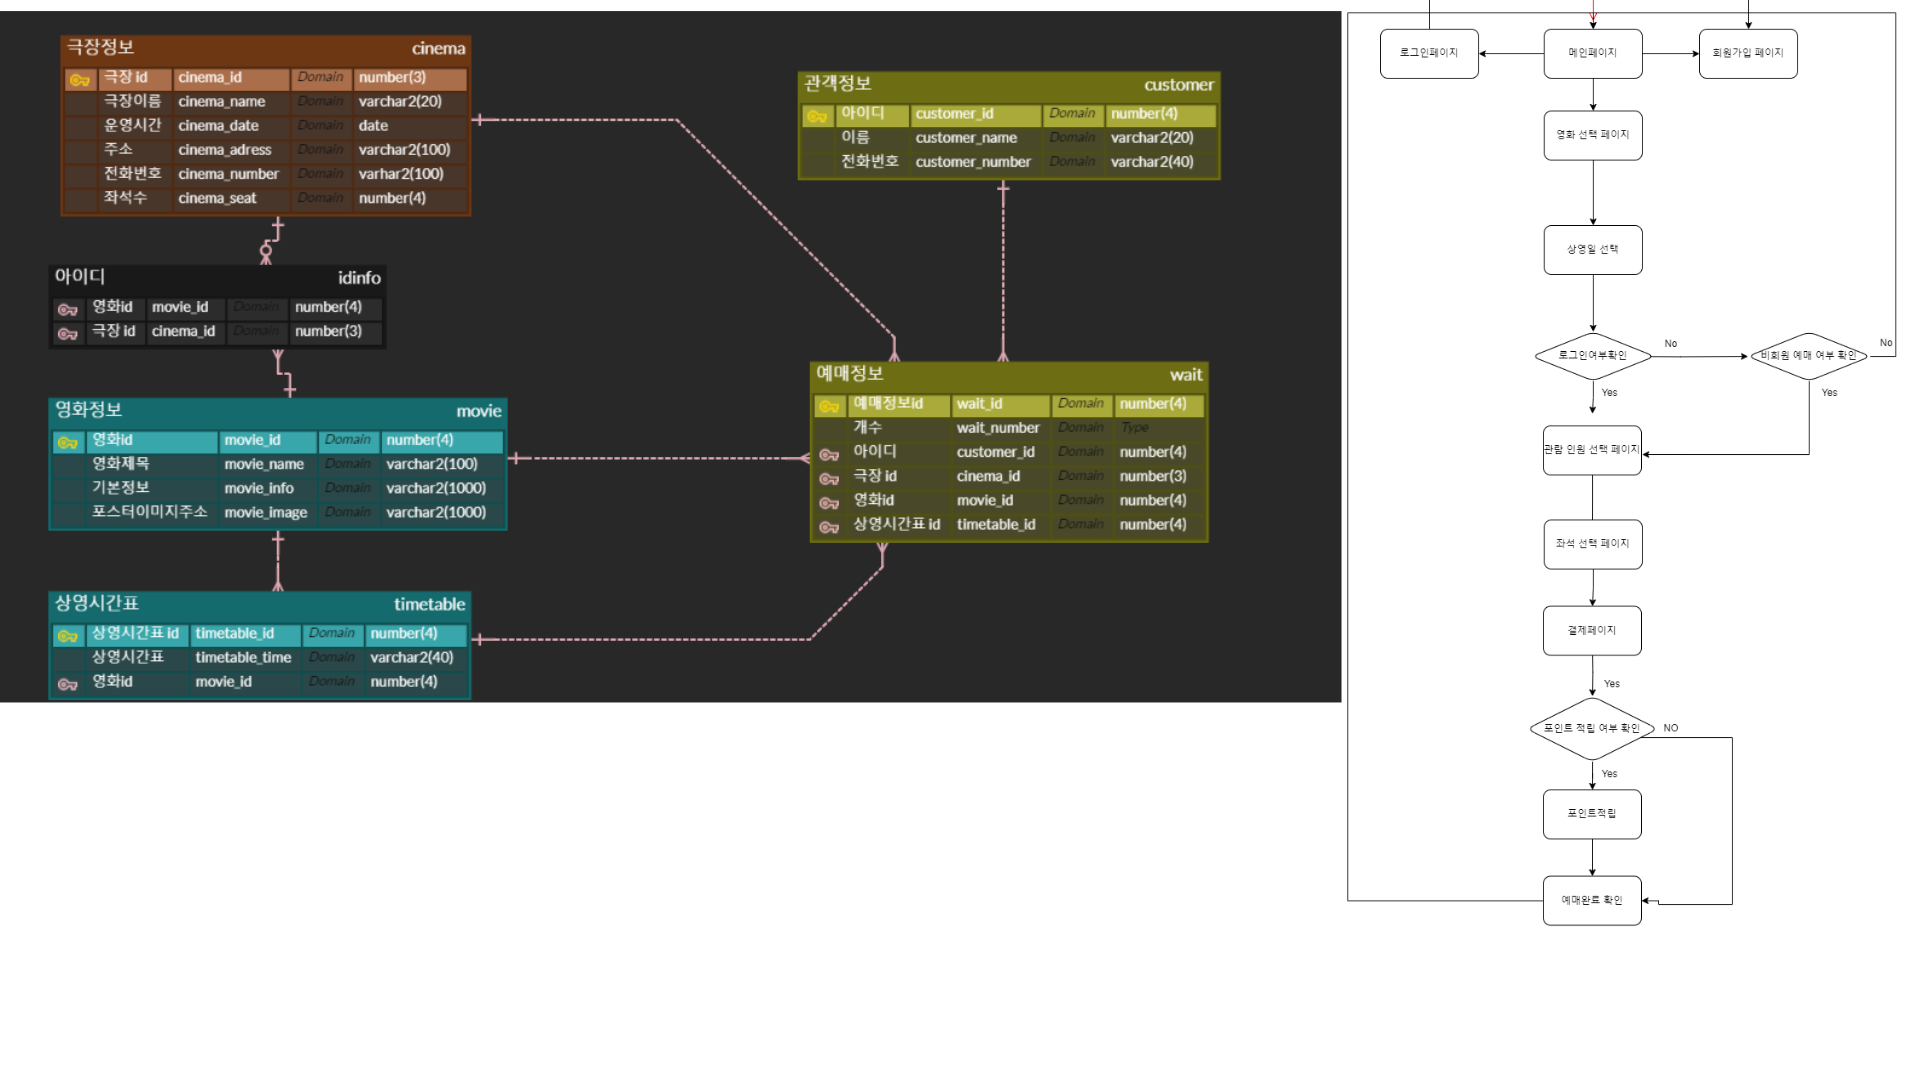 극장정보 cinema
극장 id cinema_id Domain number(3)
극장이름 cinema_name Domain varchar2(20)
운영시간 cinema_date Domain date
주소 cinema_adress Domain varchar2(100)
전화번호 cinema_number Domain varhar2(100)
좌석수 cinema_seat Domain number(4)
관객정보 customer
아이디 customer_id Domain number(4)
이름 customer_name Domain varchar2(20)
전화번호 customer_number Domain varchar2(40)
아이디 idinfo
영화id movie_id Domain number(4)
극장 id cinema_id Domain number(3)
예매정보 wait
예매정보id wait_id Domain number(4)
개수 wait_number Domain Type
아이디 customer_id Domain number(4)
극장 id cinema_id Domain number(3)
영화id movie_id Domain number(4)
상영시간표 id timetable_id Domain number(4)
영화정보 movie
영화id movie_id Domain number(4)
영화제목 movie_name Domain varchar2(100)
기본정보 movie_info Domain varchar2(1000)
포스터이미지주소 movie_image Domain varchar2(1000)
상영시간표 timetable
상영시간표 id timetable_id Domain number(4)
상영시간표 timetable_time Domain varchar2(40)
영화id movie_id Domain number(4)
로그인페이지
메인페이지
회원가입 페이지
영화 선택 페이지
상영일 선택
로그인여부확인
No
비회원 예매 여부 확인
No
Yes
Yes
관람 인원 선택 페이지
좌석 선택 페이지
결제페이지
Yes
포인트 적립 여부 확인
NO
Yes
포인트적립
예매완료 확인